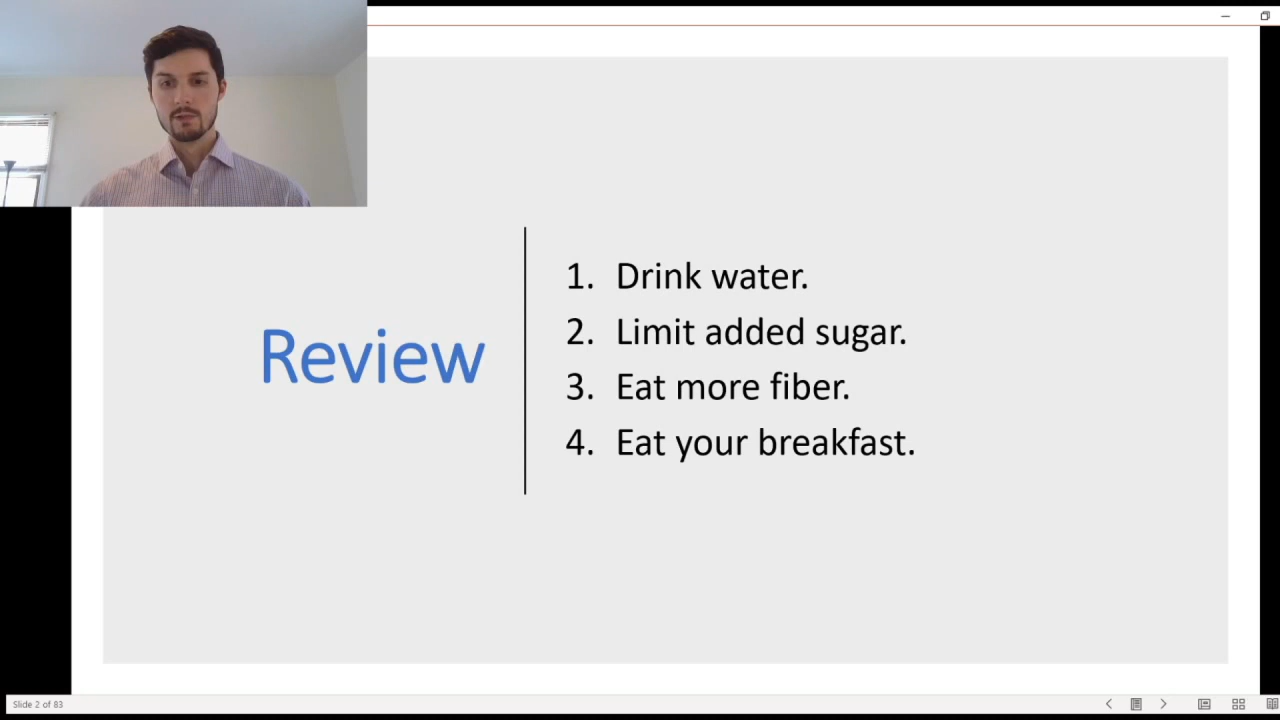 Review
1. Drink water.
2. Limit added sugar.
3. Eat more fiber.
4. Eat your breakfast.
Slide 2 of 83